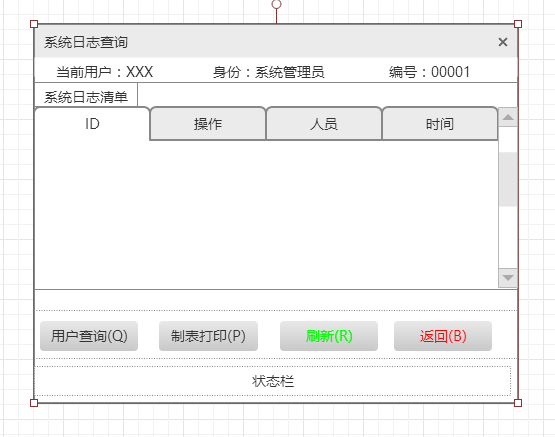 系统日志查询
当前用户：XXX 身份：系统管理员 编号：00001
系统日志清单
ID 操作 人员 时间
用户查询(Q) 制表打印(P) 刷新(R) 返回(B)
状态栏